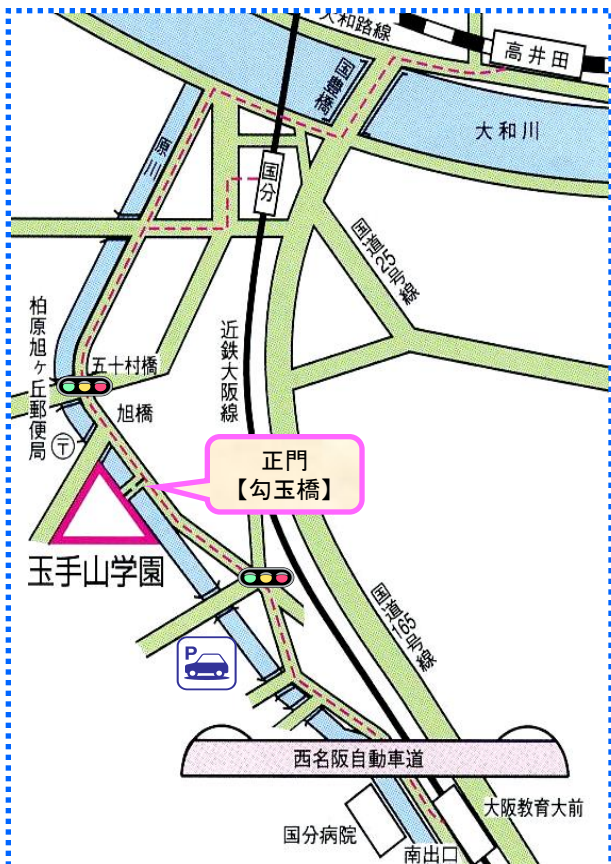 大和路線
高井田
国豊橋
大和川
原川
国分
国道25号線
柏原旭ヶ丘郵便局
五十村橋
近鉄大阪線
旭橋
〒
正門
【勾玉橋】
玉手山学園
国道165号線
P
西名阪自動車道
大阪教育大前
国分病院
南出口